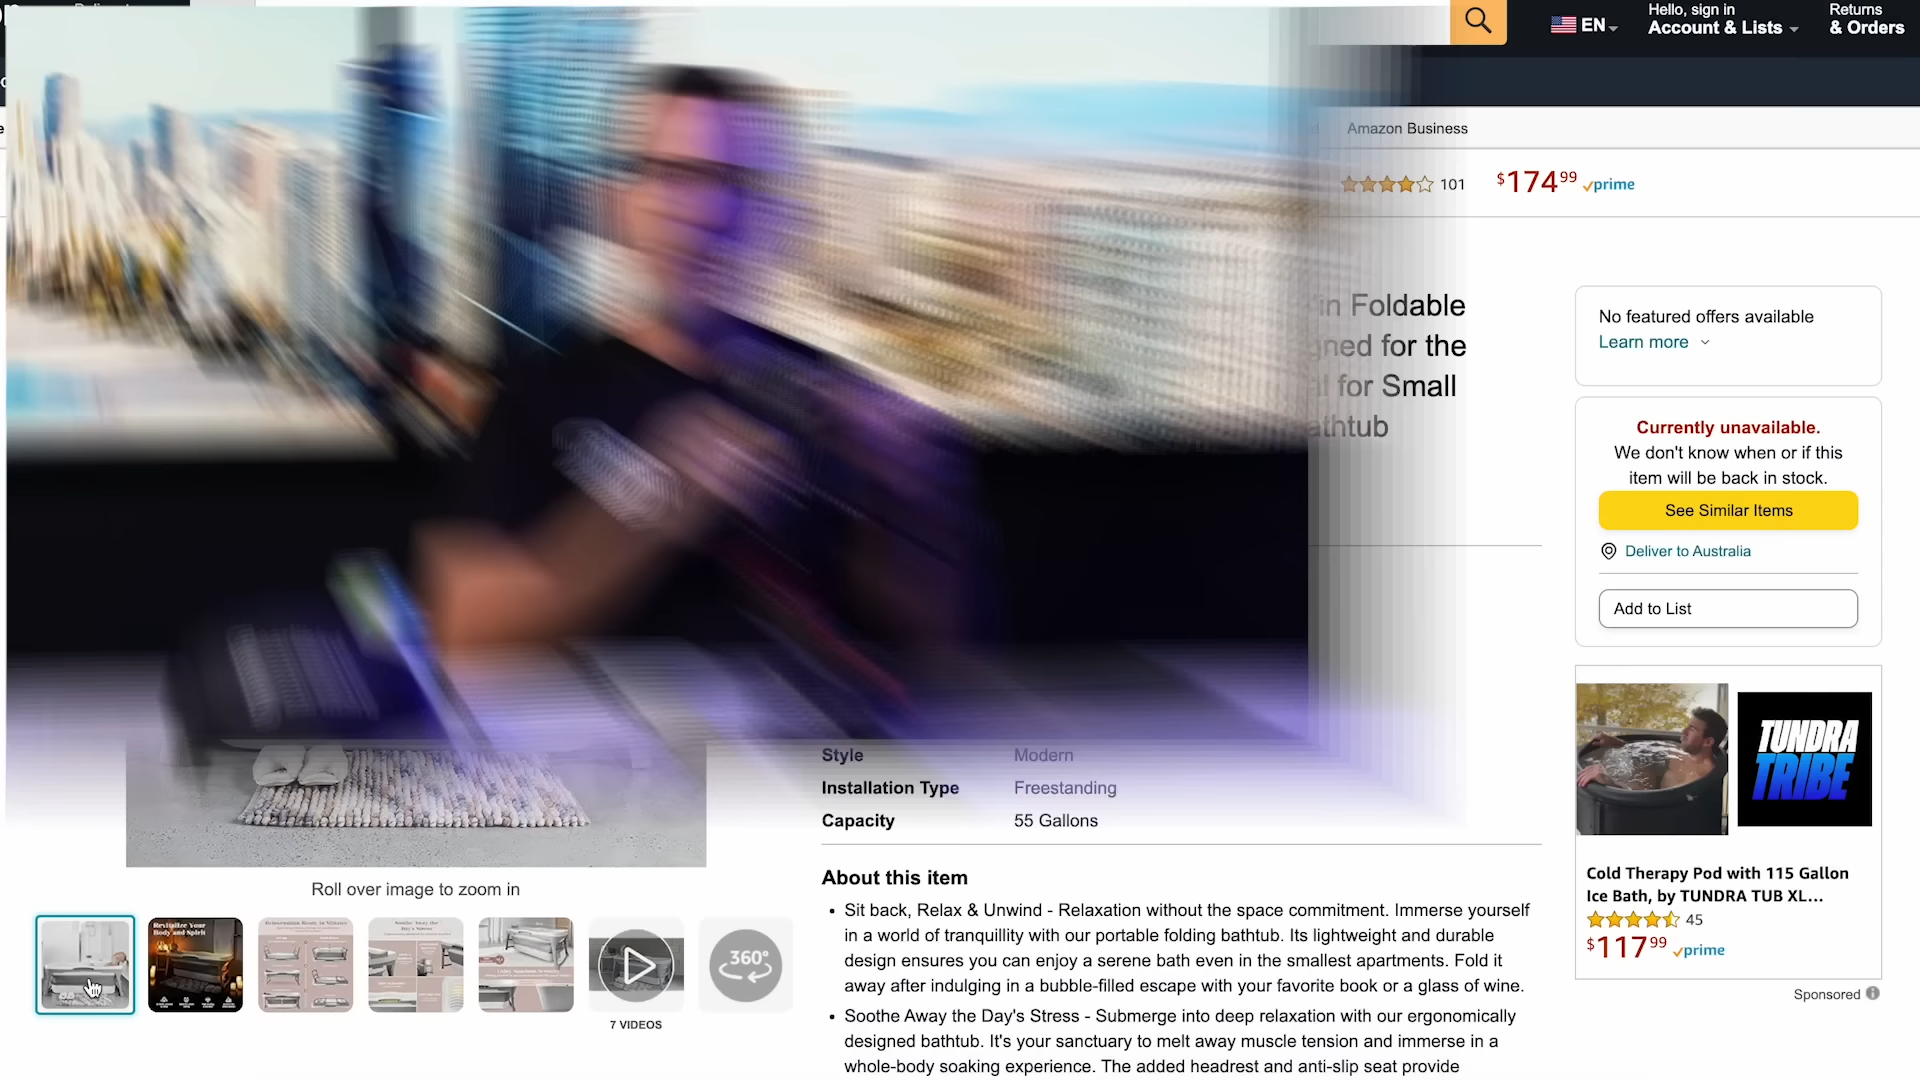 EN
Hello, sign in
Account & Lists
Returns
& Orders
Amazon Business
101
$174.99
prime
in Foldable
for the
for Small
No featured offers available
Learn more
Currently unavailable.
We don't know when or if this
item will be back in stock.
See Similar Items
Deliver to Australia
Add to List
TUNDRA
TRIBE
Cold Therapy Pod with 115 Gallon
Ice Bath, by TUNDRA TUB XL...
45
$117.99
prime
Sponsored
Style Modern
Installation Type Freestanding
Capacity 55 Gallons
About this item
• Sit back, Relax & Unwind - Relaxation without the space commitment. Immerse yourself
in a world of tranquillity with our portable folding bathtub. Its lightweight and durable
design ensures you can enjoy a serene bath even in the smallest apartments. Fold it
away after indulging in a bubble-filled escape with your favorite book or a glass of wine.
• Soothe Away the Day's Stress - Submerge into deep relaxation with our ergonomically
designed bathtub. It's your sanctuary to melt away muscle tension and immerse in a
whole-body soaking experience. The added headrest and anti-slip seat provide
Roll over image to zoom in
Revitalize Your
Body and Spirit
360°
7 VIDEOS